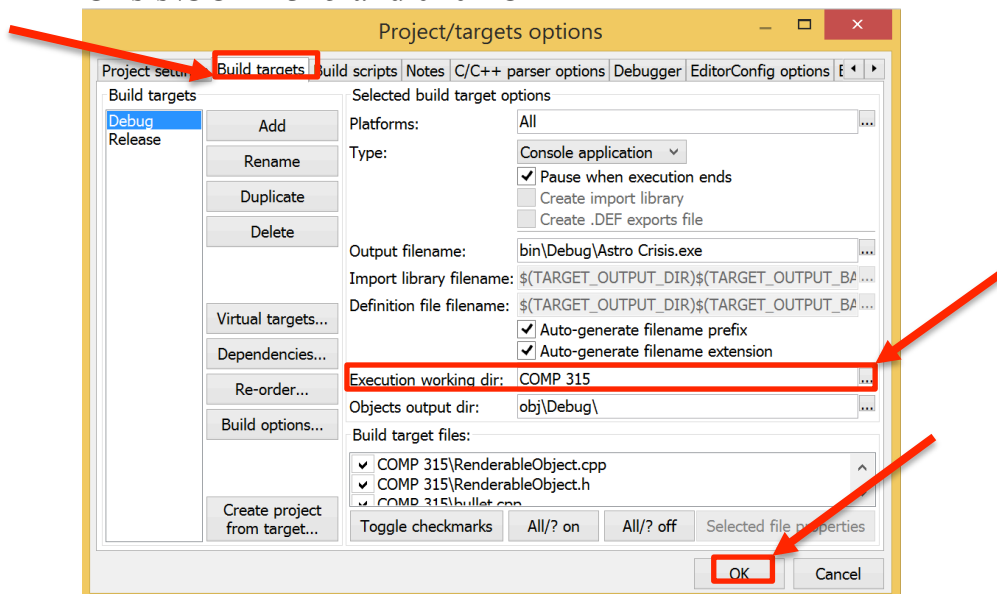 Project/targets options
Project setti Build targets Build scripts Notes C/C++ parser options Debugger EditorConfig options
Build targets
Debug
Release
Add
Rename
Duplicate
Delete
Virtual targets...
Dependencies...
Re-order...
Build options...
Create project
from target...
Selected build target options
Platforms: All ...
Type: Console application
Pause when execution ends
Create import library
Create .DEF exports file
Output filename: bin\Debug\Astro Crisis.exe ...
Import library filename: $(TARGET_OUTPUT_DIR)$(TARGET_OUTPUT_BA ...
Definition file filename: $(TARGET_OUTPUT_DIR)$(TARGET_OUTPUT_BA ...
Auto-generate filename prefix
Auto-generate filename extension
Execution working dir: COMP 315 ...
Objects output dir: obj\Debug\ ...
Build target files:
COMP 315\RenderableObject.cpp
COMP 315\RenderableObject.h
COMP 315\bullet.cpp
Toggle checkmarks All/? on All/? off Selected file properties
OK Cancel